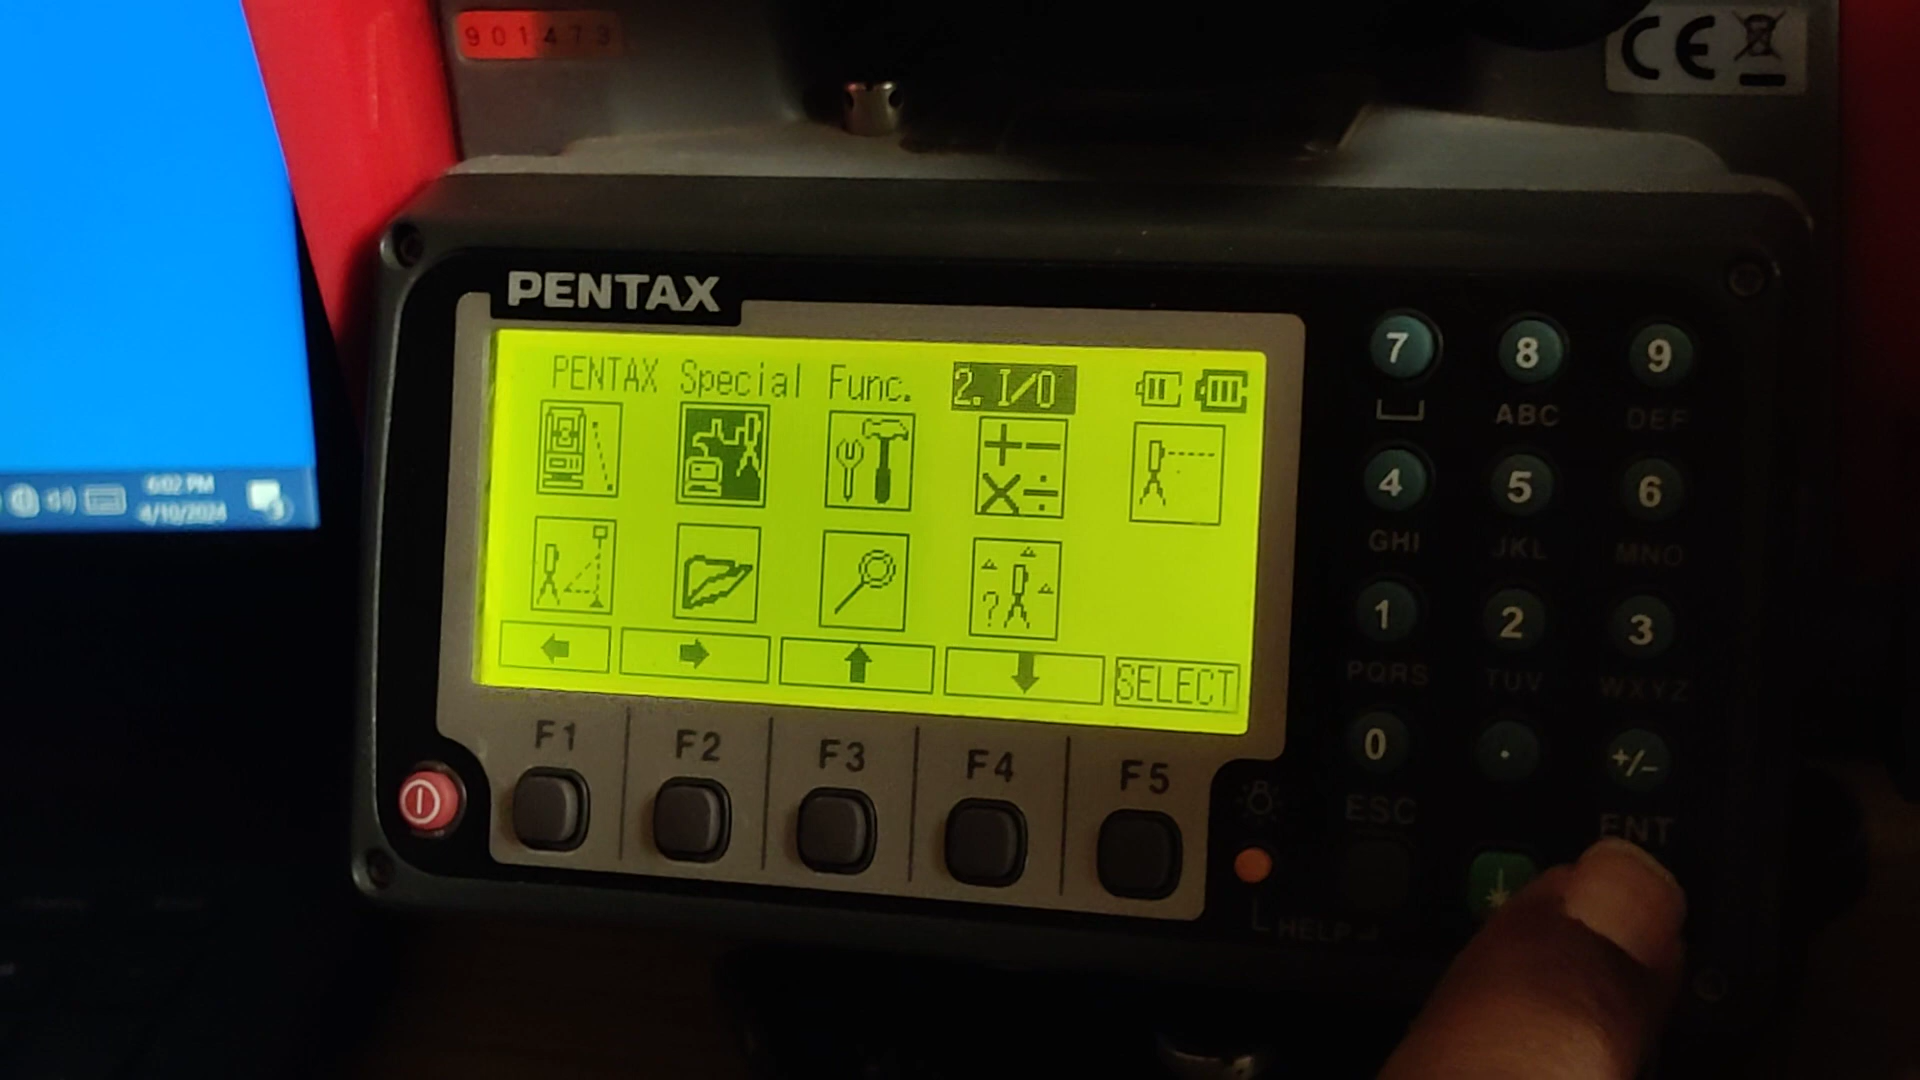 901473
CE
PENTAX
PENTAX Special Func. 2. I/O
SELECT
F1 F2 F3 F4 F5
7 8 9
ABC DEF
4 5 6
GHI JKL MNO
1 2 3
PQRS TUV WXYZ
0 . +/-
ESC ENT
HELP
6:02 PM
4/10/2024